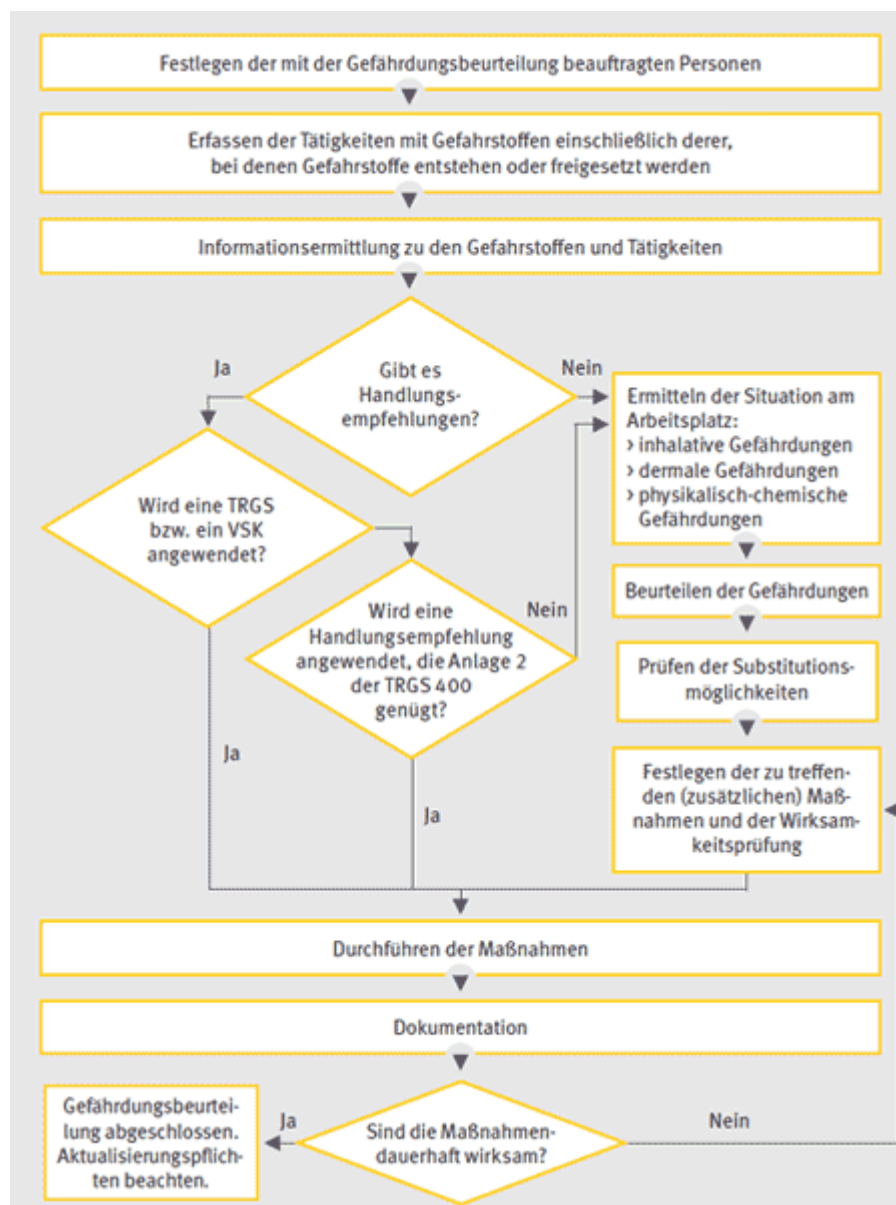 Festlegen der mit der Gefährdungsbeurteilung beauftragten Personen
Erfassen der Tätigkeiten mit Gefahrstoffen einschließlich derer,
bei denen Gefahrstoffe entstehen oder freigesetzt werden
Informationsermittlung zu den Gefahrstoffen und Tätigkeiten
Ja
Gibt es
Handlungs-
empfehlungen?
Nein
Ermitteln der Situation am
Arbeitsplatz:
› inhalative Gefährdungen
› dermale Gefährdungen
› physikalisch-chemische
Gefährdungen
Wird eine TRGS
bzw. ein VSK
angewendet?
Wird eine
Handlungsempfehlung
angewendet, die Anlage 2
der TRGS 400
genügt?
Nein
Beurteilen der Gefährdungen
Prüfen der Substitutions-
möglichkeiten
Ja
Ja
Festlegen der zu treffen-
den (zusätzlichen) Maß-
nahmen und der Wirksam-
keitsprüfung
Durchführen der Maßnahmen
Dokumentation
Gefährdungsbeurtei-
lung abgeschlossen.
Aktualisierungspflich-
ten beachten.
Ja
Sind die Maßnahmen-
dauerhaft wirksam?
Nein